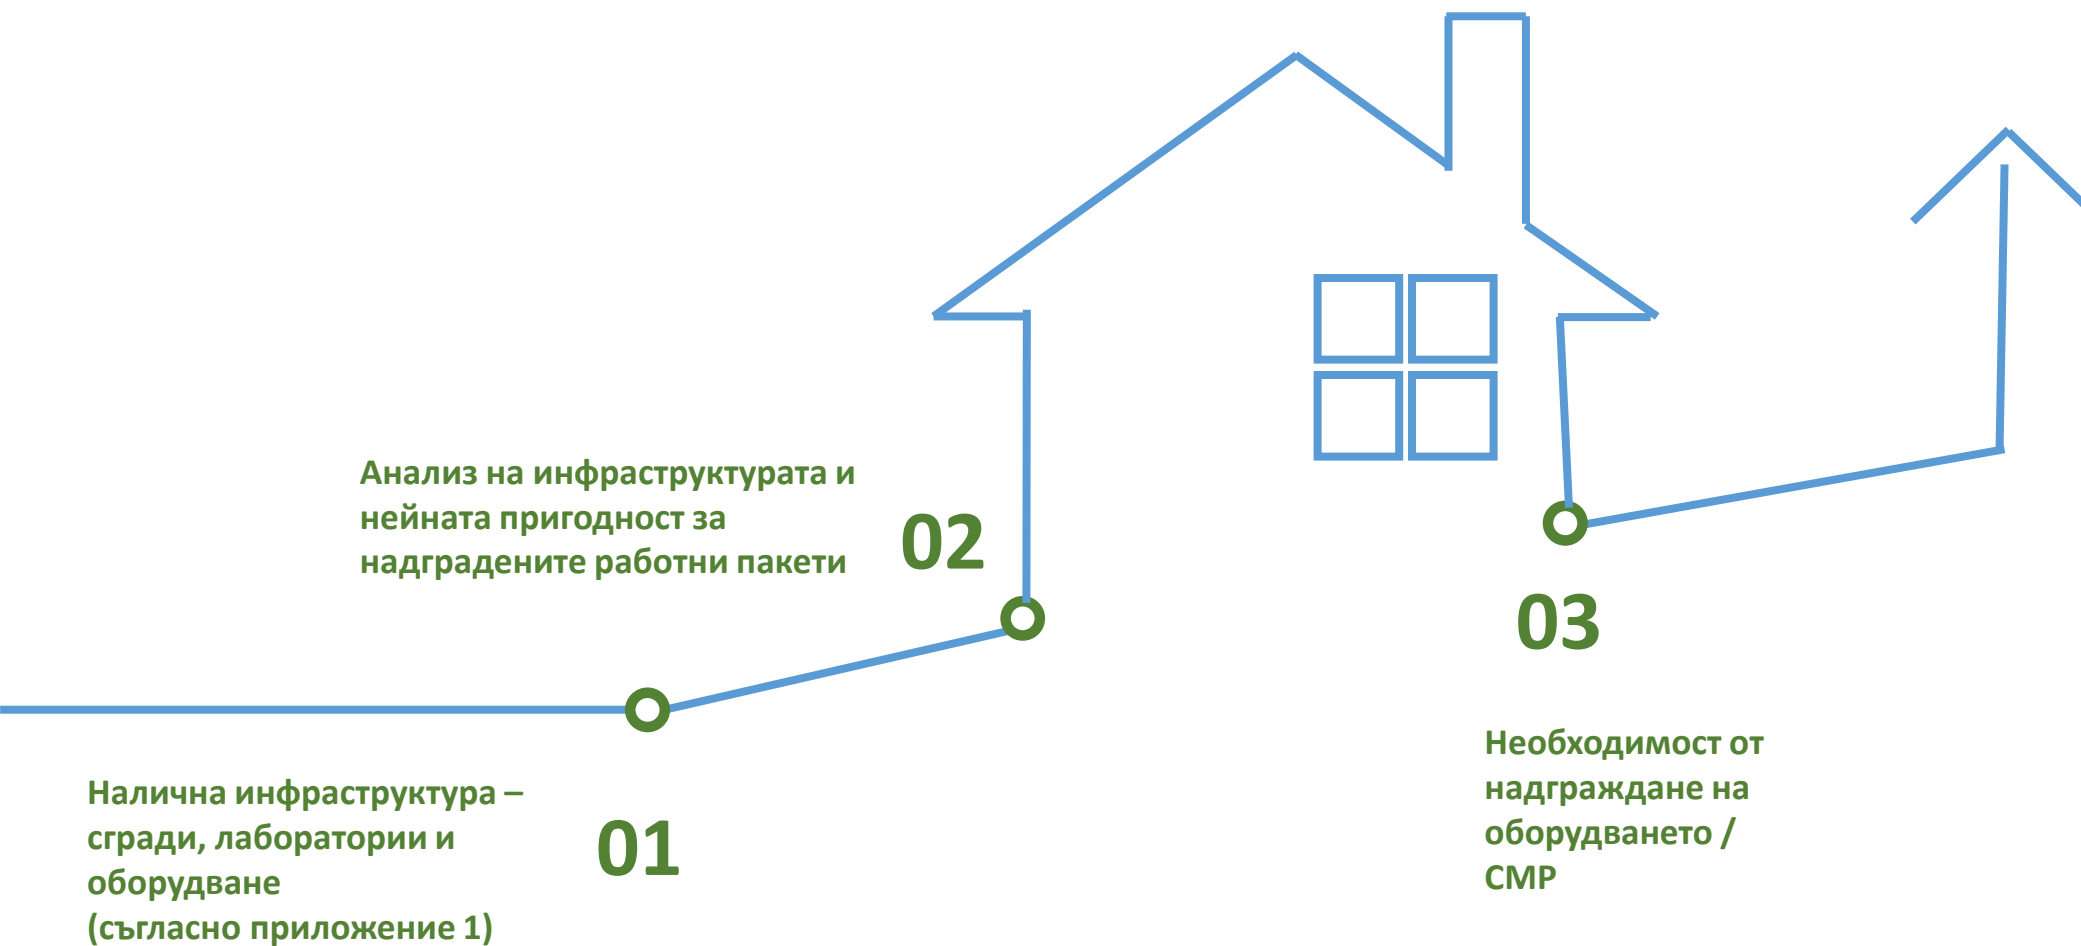 Налична инфраструктура –
сгради, лаборатории и
оборудване
(съгласно приложение 1)
01
Анализ на инфраструктурата и
нейната пригодност за
надградените работни пакети
02
03
Необходимост от
надграждане на
оборудването /
СМР